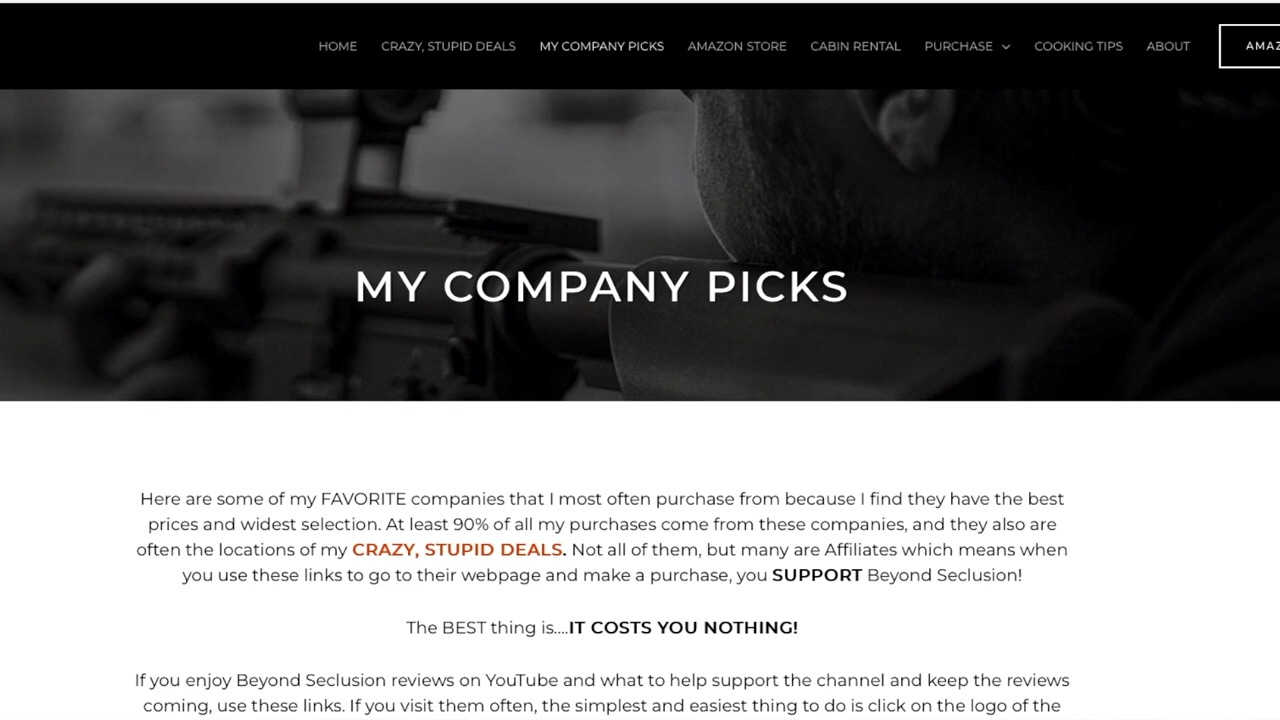 HOME CRAZY, STUPID DEALS MY COMPANY PICKS AMAZON STORE CABIN RENTAL PURCHASE COOKING TIPS ABOUT AMAZ
MY COMPANY PICKS
Here are some of my FAVORITE companies that I most often purchase from because I find they have the best
prices and widest selection. At least 90% of all my purchases come from these companies, and they also are
often the locations of my CRAZY, STUPID DEALS. Not all of them, but many are Affiliates which means when
you use these links to go to their webpage and make a purchase, you SUPPORT Beyond Seclusion!
The BEST thing is....IT COSTS YOU NOTHING!
If you enjoy Beyond Seclusion reviews on YouTube and what to help support the channel and keep the reviews
coming, use these links. If you visit them often, the simplest and easiest thing to do is click on the logo of the